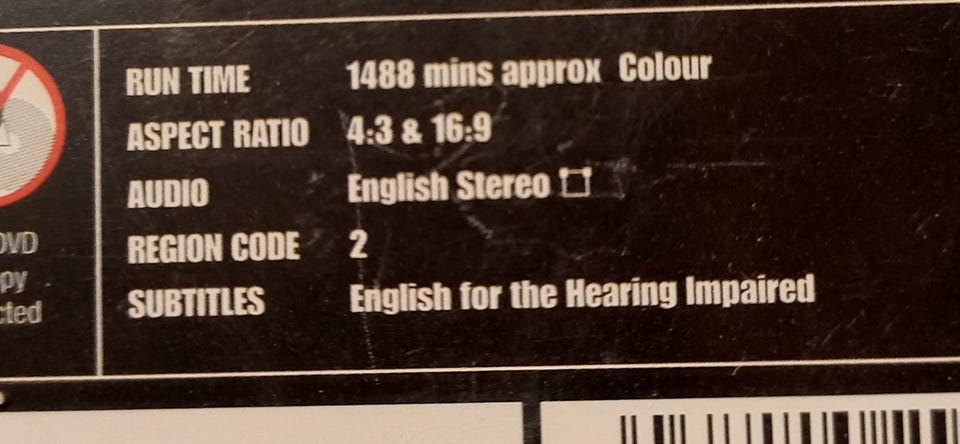 RUN TIME 1488 mins approx Colour
ASPECT RATIO 4:3 & 16:9
AUDIO English Stereo
REGION CODE 2
SUBTITLES English for the Hearing Impaired
DVD